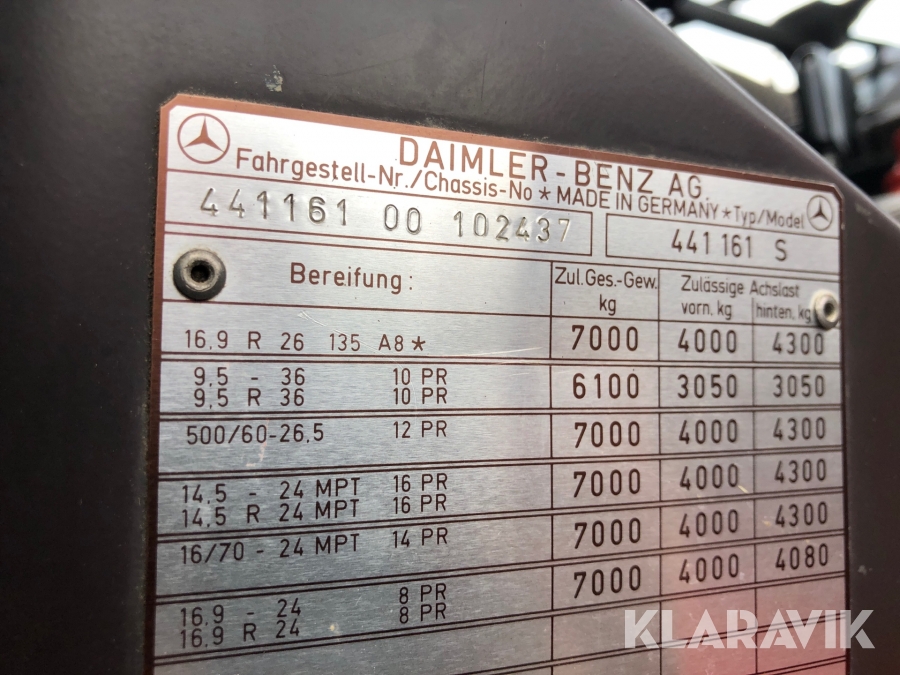 DAIMLER-BENZ AG
Fahrgestell-Nr./Chassis-No * MADE IN GERMANY * Typ/Model
441161 00 102437 441 161 S
Bereifung: Zul.Ges.-Gew. kg Zulässige Achslast
vorn, kg hinten, kg
16,9 R 26 135 A8 * 7000 4000 4300
9,5 - 36 10 PR 6100 3050 3050
9,5 R 36 10 PR
500/60-26,5 12 PR 7000 4000 4300
14,5 - 24 MPT 16 PR 7000 4000 4300
14,5 R 24 MPT 16 PR
16/70 - 24 MPT 14 PR 7000 4000 4300
16,9 - 24 8 PR 7000 4000 4080
16,9 R 24 8 PR
KLARAVIK